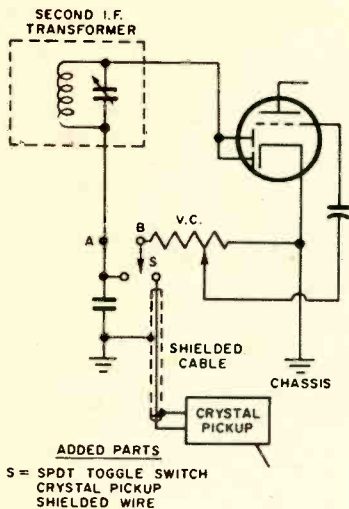 SECOND I.F.
TRANSFORMER
A
B
V.C.
S
SHIELDED
CABLE
CHASSIS
CRYSTAL
PICKUP
ADDED PARTS
S = SPDT TOGGLE SWITCH
CRYSTAL PICKUP
SHIELDED WIRE